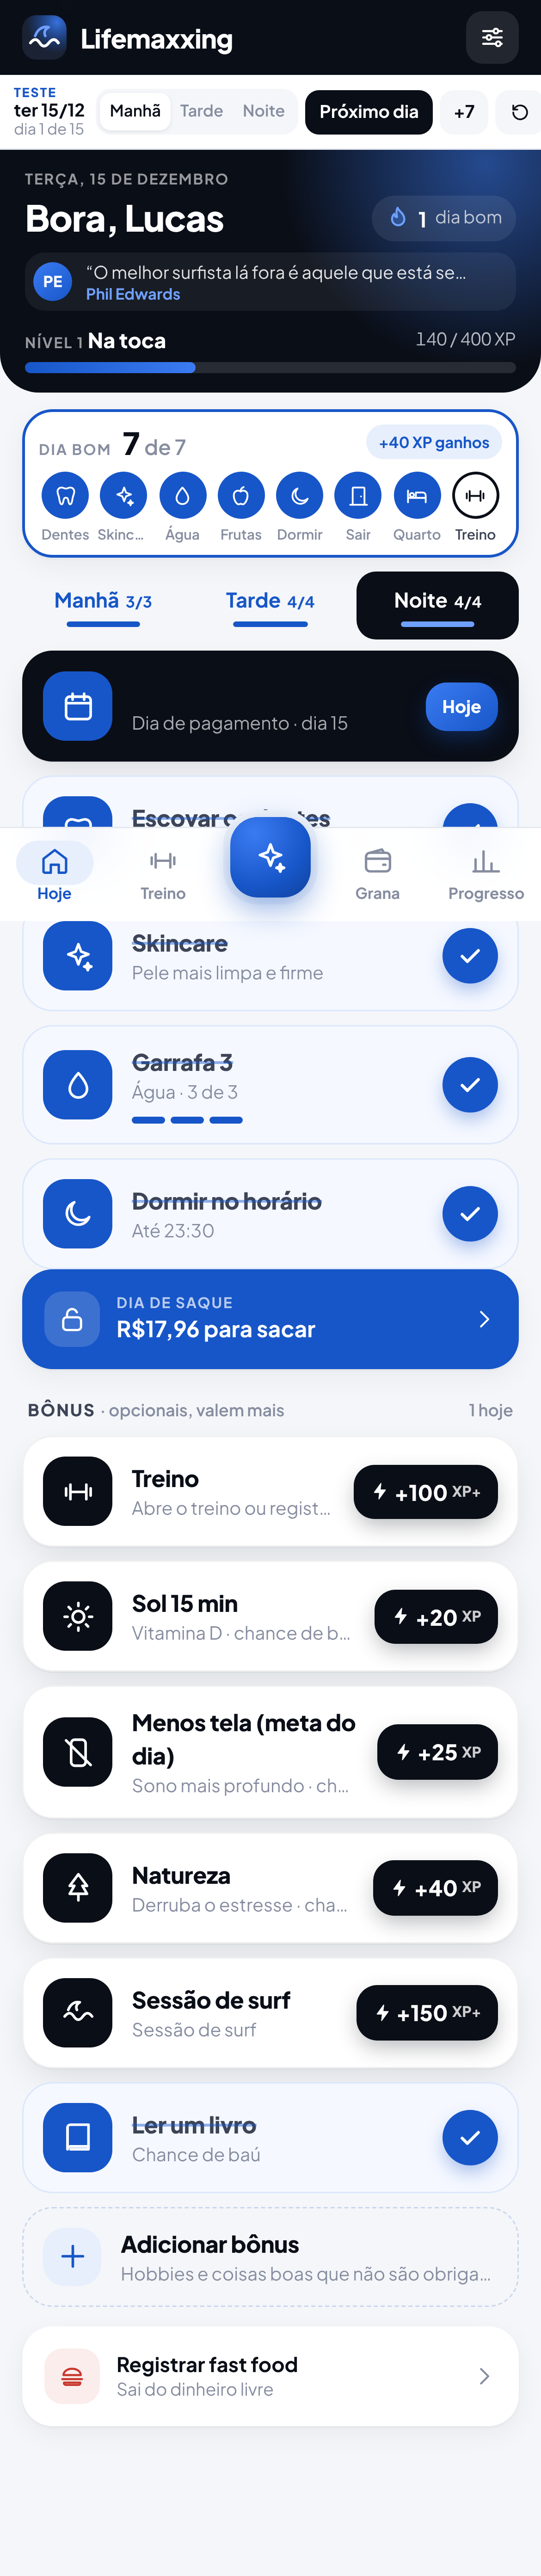 Lifemaxxing
TESTE
ter 15/12
dia 1 de 15
Manhã
Tarde
Noite
Próximo dia
+7
TERÇA, 15 DE DEZEMBRO
Bora, Lucas
1 dia bom
PE
“O melhor surfista lá fora é aquele que está se…
Phil Edwards
NÍVEL 1 Na toca
140 / 400 XP
DIA BOM 7 de 7
+40 XP ganhos
Dentes
Skinc…
Água
Frutas
Dormir
Sair
Quarto
Treino
Manhã 3/3
Tarde 4/4
Noite 4/4
Dia de pagamento · dia 15
Hoje
Escovar
Hoje
Treino
Grana
Progresso
Skincare
Pele mais limpa e firme
Garrafa 3
Água · 3 de 3
Dormir no horário
Até 23:30
DIA DE SAQUE
R$17,96 para sacar
BÔNUS · opcionais, valem mais
1 hoje
Treino
Abre o treino ou regist…
+100 XP+
Sol 15 min
Vitamina D · chance de b…
+20 XP
Menos tela (meta do
dia)
Sono mais profundo · ch…
+25 XP
Natureza
Derruba o estresse · cha…
+40 XP
Sessão de surf
Sessão de surf
+150 XP+
Ler um livro
Chance de baú
Adicionar bônus
Hobbies e coisas boas que não são obriga…
Registrar fast food
Sai do dinheiro livre